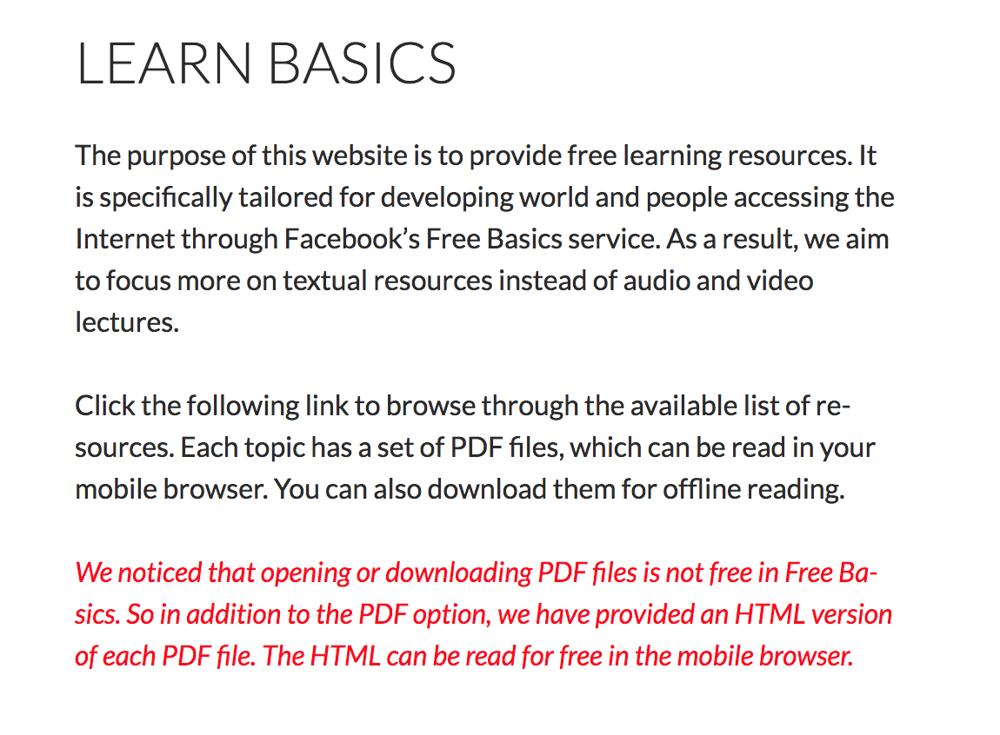 LEARN BASICS
The purpose of this website is to provide free learning resources. It
is specifically tailored for developing world and people accessing the
Internet through Facebook’s Free Basics service. As a result, we aim
to focus more on textual resources instead of audio and video
lectures.
Click the following link to browse through the available list of re-
sources. Each topic has a set of PDF files, which can be read in your
mobile browser. You can also download them for offline reading.
We noticed that opening or downloading PDF files is not free in Free Ba-
sics. So in addition to the PDF option, we have provided an HTML version
of each PDF file. The HTML can be read for free in the mobile browser.